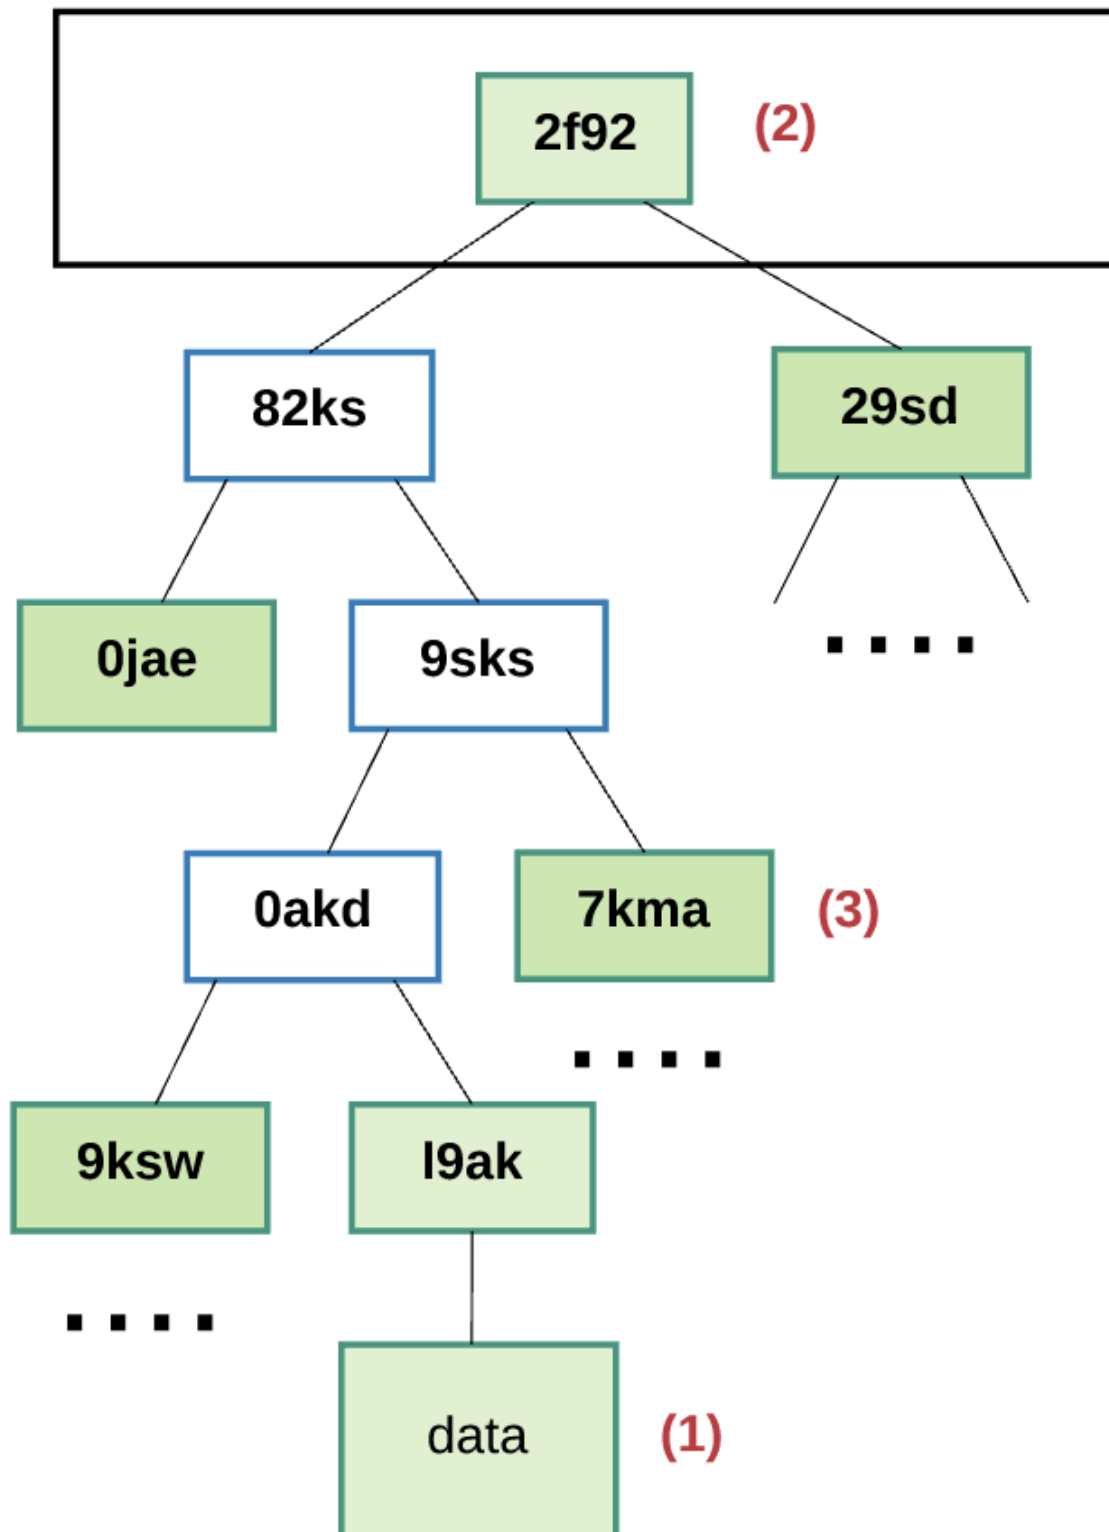 2f92
(2)
82ks
29sd
0jae
9sks
0akd
7kma
(3)
9ksw
l9ak
data
(1)